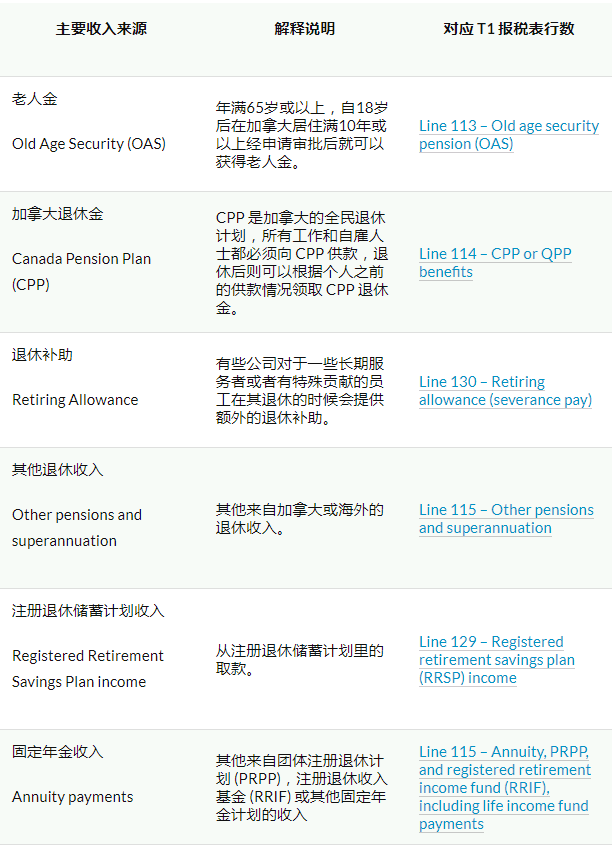 主要收入来源
解释说明
对应 T1 报税表行数
老人金
Old Age Security (OAS)
年满65岁或以上，自18岁
后在加拿大居住满10年或
以上经申请审批后就可以
获得老人金。
Line 113 – Old age security
pension (OAS)
加拿大退休金
Canada Pension Plan
(CPP)
CPP 是加拿大的全民退休
计划，所有工作和自雇人
士都必须向 CPP 供款，退
休后则可以根据个人之前
的供款情况领取 CPP 退休
金。
Line 114 – CPP or QPP
benefits
退休补助
Retiring Allowance
有些公司对于一些长期服
务者或者有特殊贡献的员
工在其退休的时候会提供
额外的退休补助。
Line 130 – Retiring
allowance (severance pay)
其他退休收入
Other pensions and
superannuation
其他来自加拿大或海外的
退休收入。
Line 115 – Other pensions
and superannuation
注册退休储蓄计划收入
Registered Retirement
Savings Plan income
从注册退休储蓄计划里的
取款。
Line 129 – Registered
retirement savings plan
(RRSP) income
固定年金收入
Annuity payments
其他来自团体注册退休计
划 (PRPP)，注册退休收入
基金 (RRIF) 或其他固定年
金计划的收入
Line 115 – Annuity, PRPP,
and registered retirement
income fund (RRIF),
including life income fund
payments